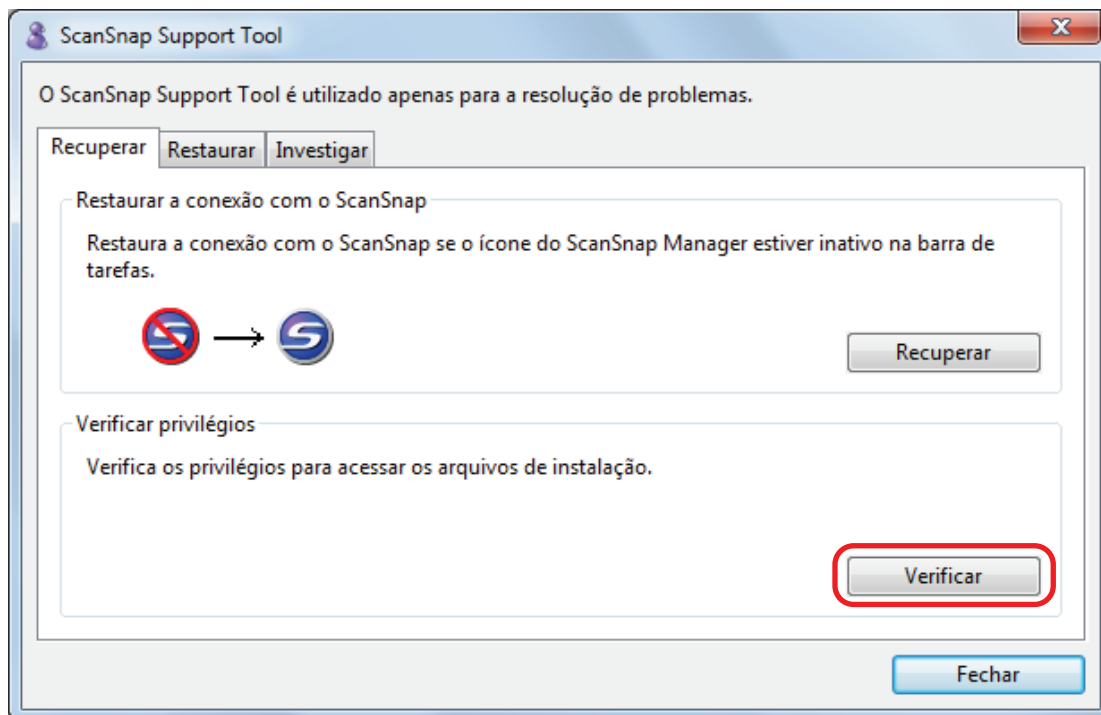 ScanSnap Support Tool
O ScanSnap Support Tool é utilizado apenas para a resolução de problemas.
Recuperar Restaurar Investigar
Restaurar a conexão com o ScanSnap
Restaura a conexão com o ScanSnap se o ícone do ScanSnap Manager estiver inativo na barra de
tarefas.
Recuperar
Verificar privilégios
Verifica os privilégios para acessar os arquivos de instalação.
Verificar
Fechar